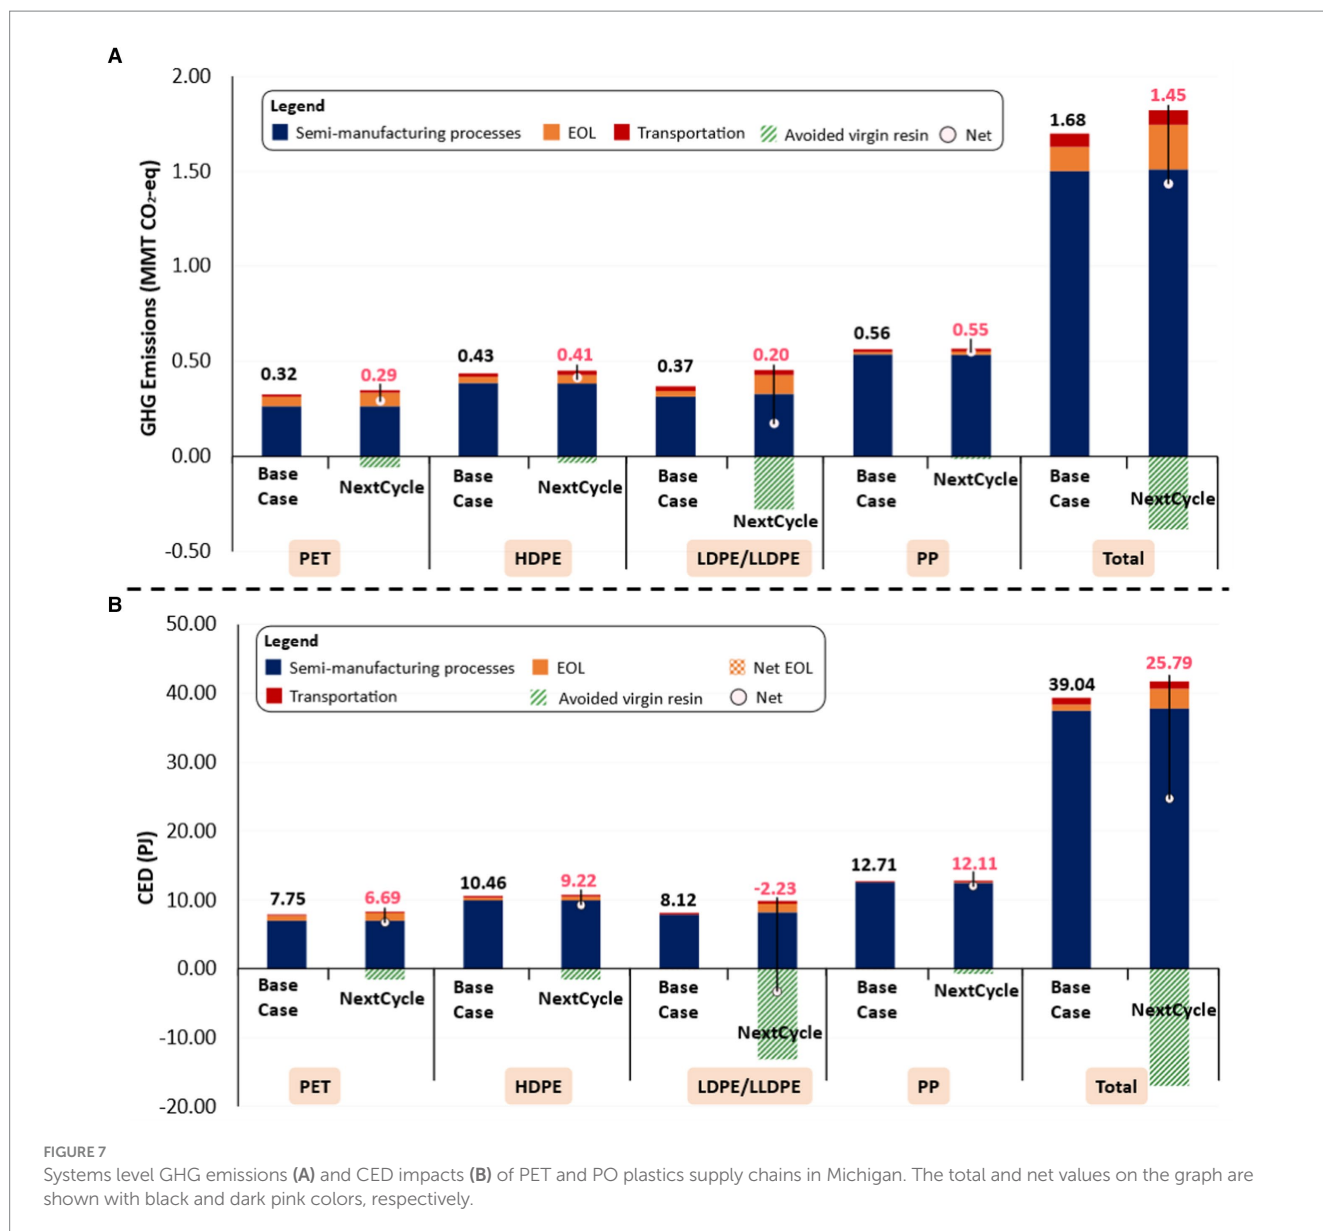 A
2.00
1.50
1.00
0.50
0.00
-0.50
GHG Emissions (MMT CO₂-eq)
Legend
Semi-manufacturing processes
EOL
Transportation
Avoided virgin resin
Net
0.32
0.29
0.43
0.41
0.37
0.20
0.56
0.55
1.68
1.45
Base
Case
NextCycle
Base
Case
NextCycle
Base
Case
NextCycle
Base
Case
NextCycle
Base
Case
NextCycle
PET
HDPE
LDPE/LLDPE
PP
Total
B
50.00
40.00
30.00
20.00
10.00
0.00
-10.00
-20.00
CED (PJ)
Legend
Semi-manufacturing processes
EOL
Net EOL
Transportation
Avoided virgin resin
Net
7.75
6.69
10.46
9.22
8.12
-2.23
12.71
12.11
39.04
25.79
Base
Case
NextCycle
Base
Case
NextCycle
Base
Case
NextCycle
Base
Case
NextCycle
Base
Case
NextCycle
PET
HDPE
LDPE/LLDPE
PP
Total
FIGURE 7
Systems level GHG emissions (A) and CED impacts (B) of PET and PO plastics supply chains in Michigan. The total and net values on the graph are
shown with black and dark pink colors, respectively.